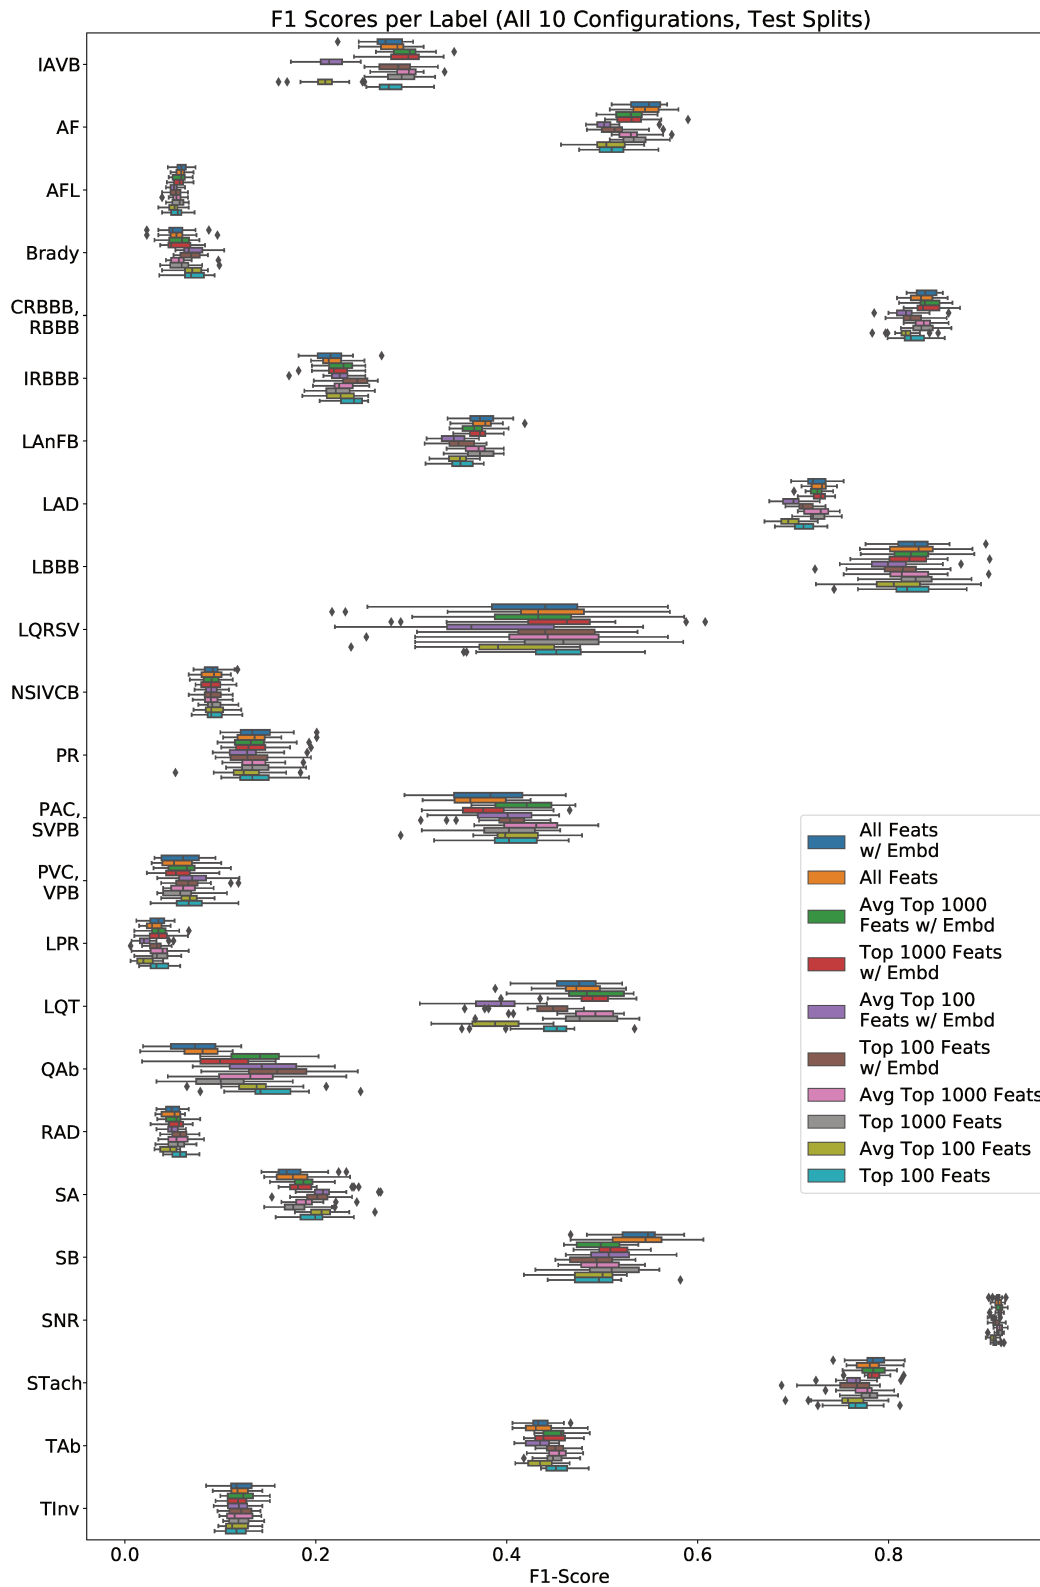 F1 Scores per Label (All 10 Configurations, Test Splits)
IAVB
AF
AFL
Brady
CRBBB,
RBBB
IRBBB
LAnFB
LAD
LBBB
LQRSV
NSIVCB
PR
PAC,
SVPB
PVC,
VPB
LPR
LQT
QAb
RAD
SA
SB
SNR
STach
TAb
TInv
All Feats
w/ Embd
All Feats
Avg Top 1000
Feats w/ Embd
Top 1000 Feats
w/ Embd
Avg Top 100
Feats w/ Embd
Top 100 Feats
w/ Embd
Avg Top 1000 Feats
Top 1000 Feats
Avg Top 100 Feats
Top 100 Feats
0.0
0.2
0.4
0.6
0.8
F1-Score